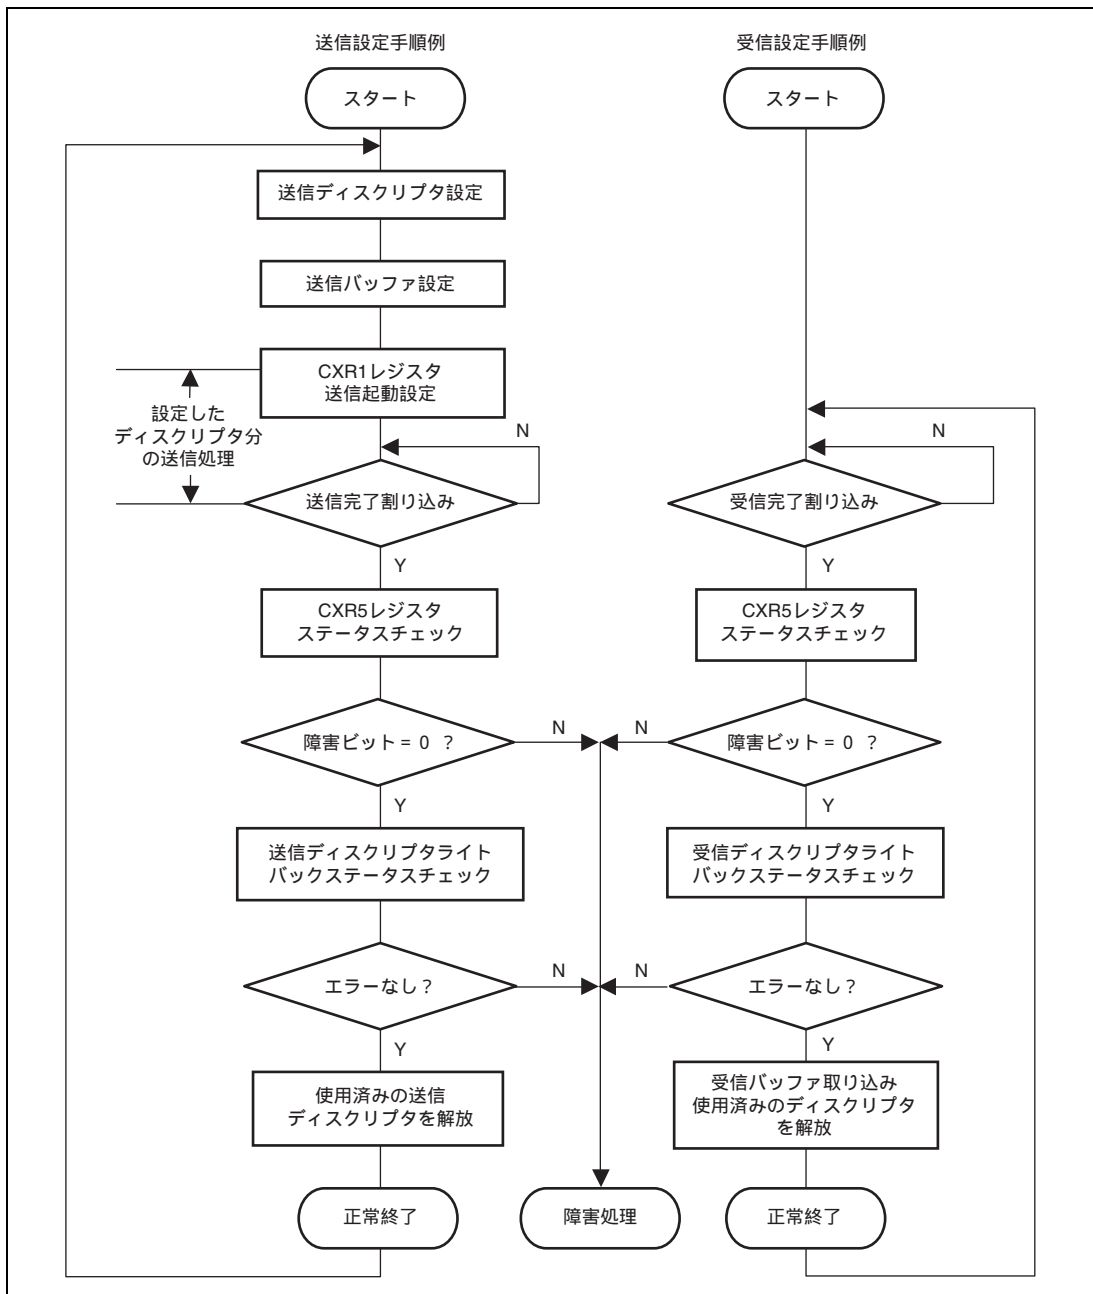 送信設定手順例
スタート
送信ディスクリプタ設定
送信バッファ設定
CXR1レジスタ
送信起動設定
設定した
ディスクリプタ分
の送信処理
N
送信完了割り込み
Y
CXR5レジスタ
ステータスチェック
障害ビット = 0 ？
N
Y
送信ディスクリプタライト
バックステータスチェック
エラーなし？
N
Y
使用済みの送信
ディスクリプタを解放
正常終了
受信設定手順例
スタート
N
受信完了割り込み
Y
CXR5レジスタ
ステータスチェック
N
障害ビット = 0 ？
Y
受信ディスクリプタライト
バックステータスチェック
N
エラーなし？
Y
受信バッファ取り込み
使用済みのディスクリプタ
を解放
正常終了
障害処理